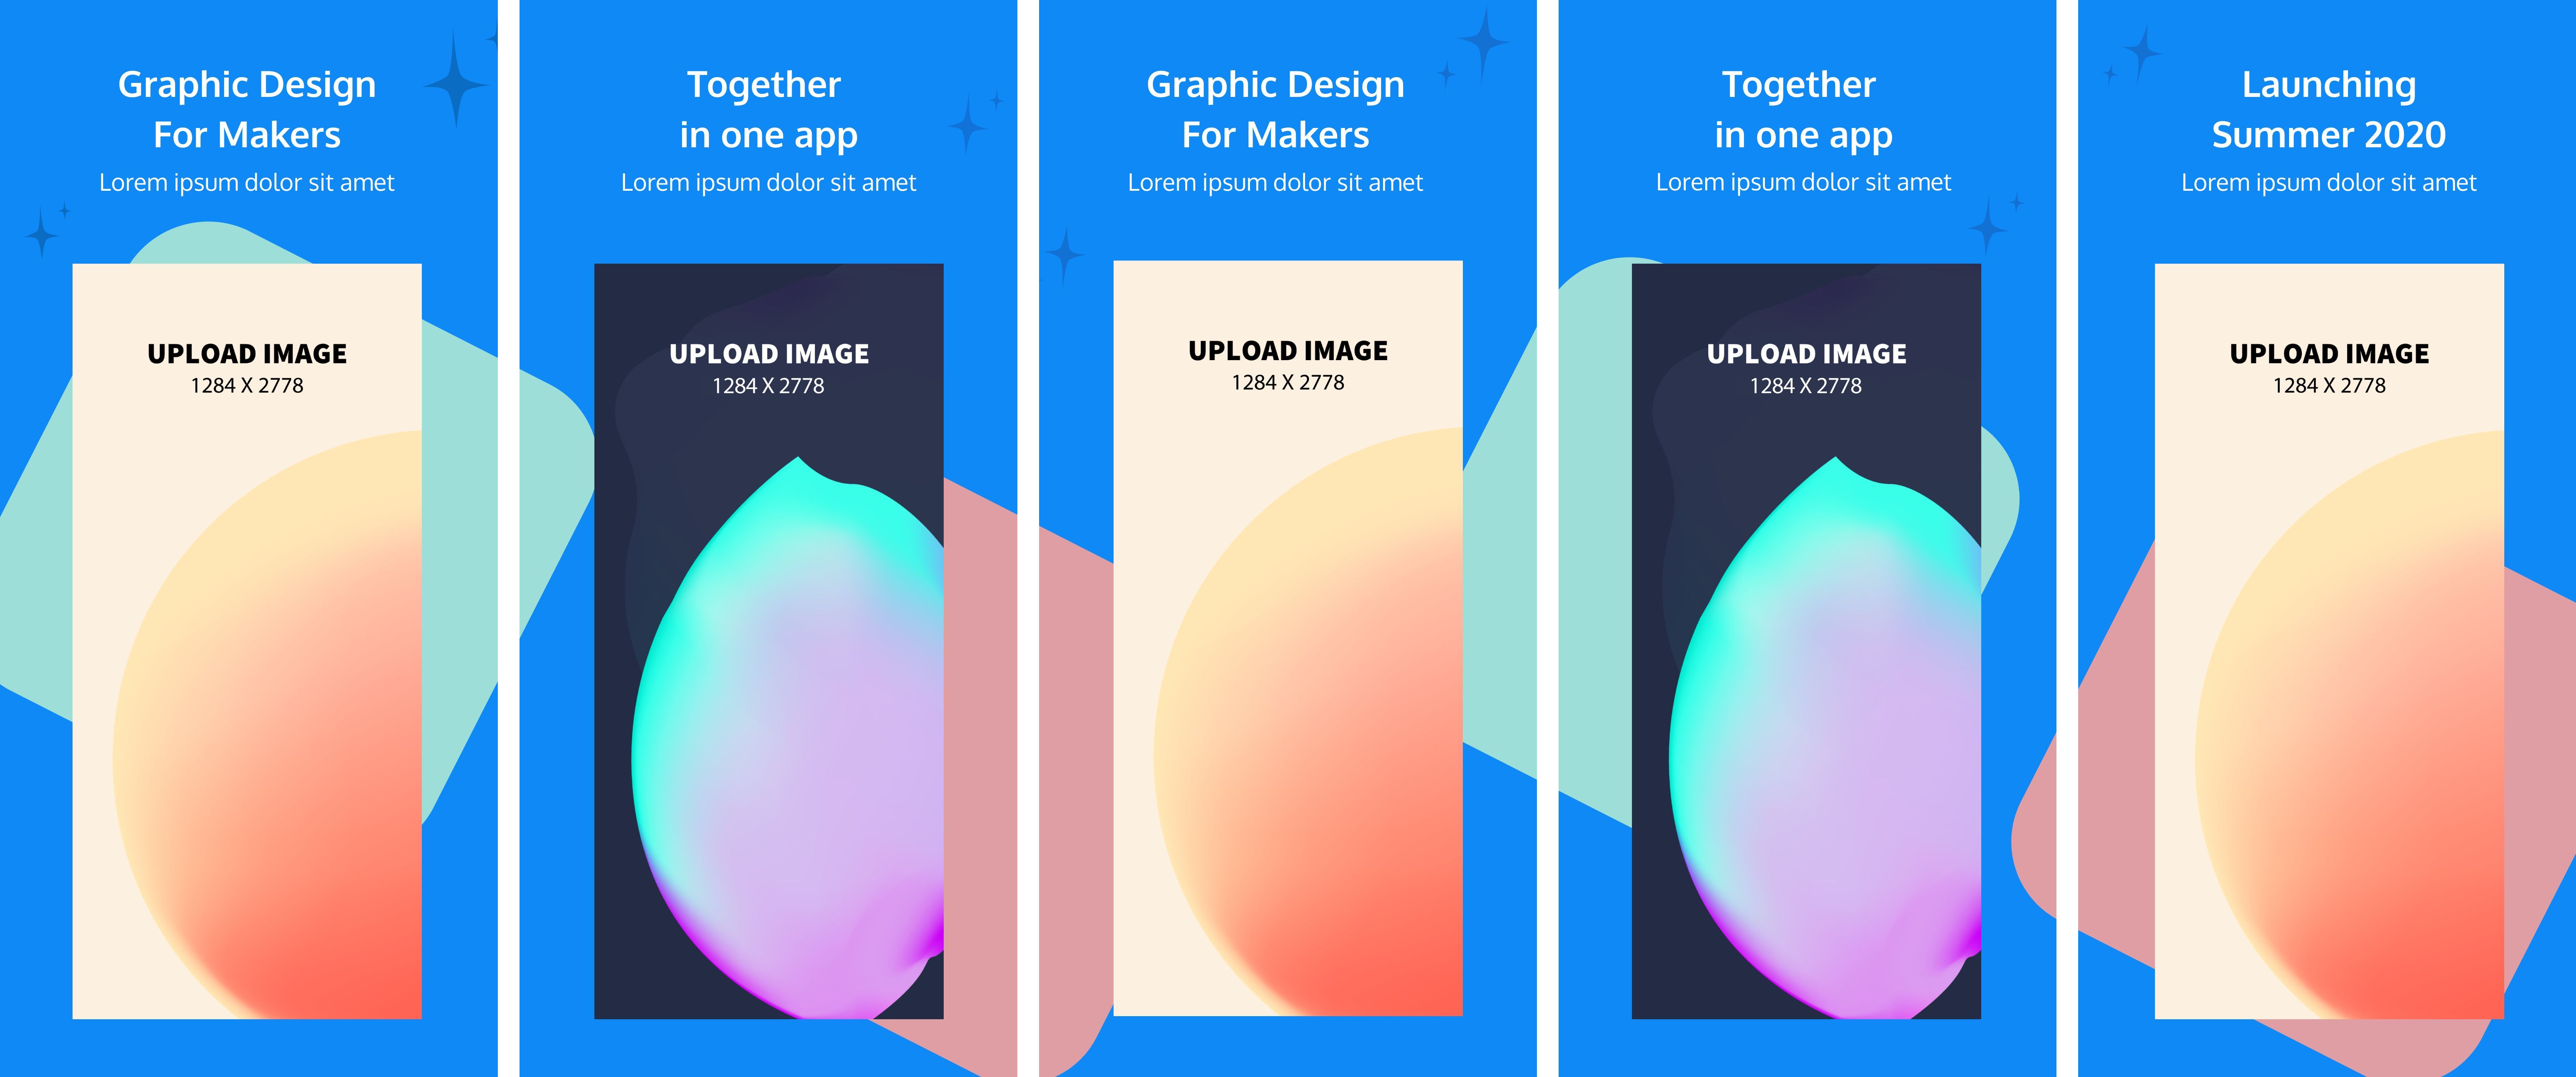 Graphic Design
For Makers
Lorem ipsum dolor sit amet
UPLOAD IMAGE
1284 X 2778
Together
in one app
Lorem ipsum dolor sit amet
UPLOAD IMAGE
1284 X 2778
Graphic Design
For Makers
Lorem ipsum dolor sit amet
UPLOAD IMAGE
1284 X 2778
Together
in one app
Lorem ipsum dolor sit amet
UPLOAD IMAGE
1284 X 2778
Launching
Summer 2020
Lorem ipsum dolor sit amet
UPLOAD IMAGE
1284 X 2778